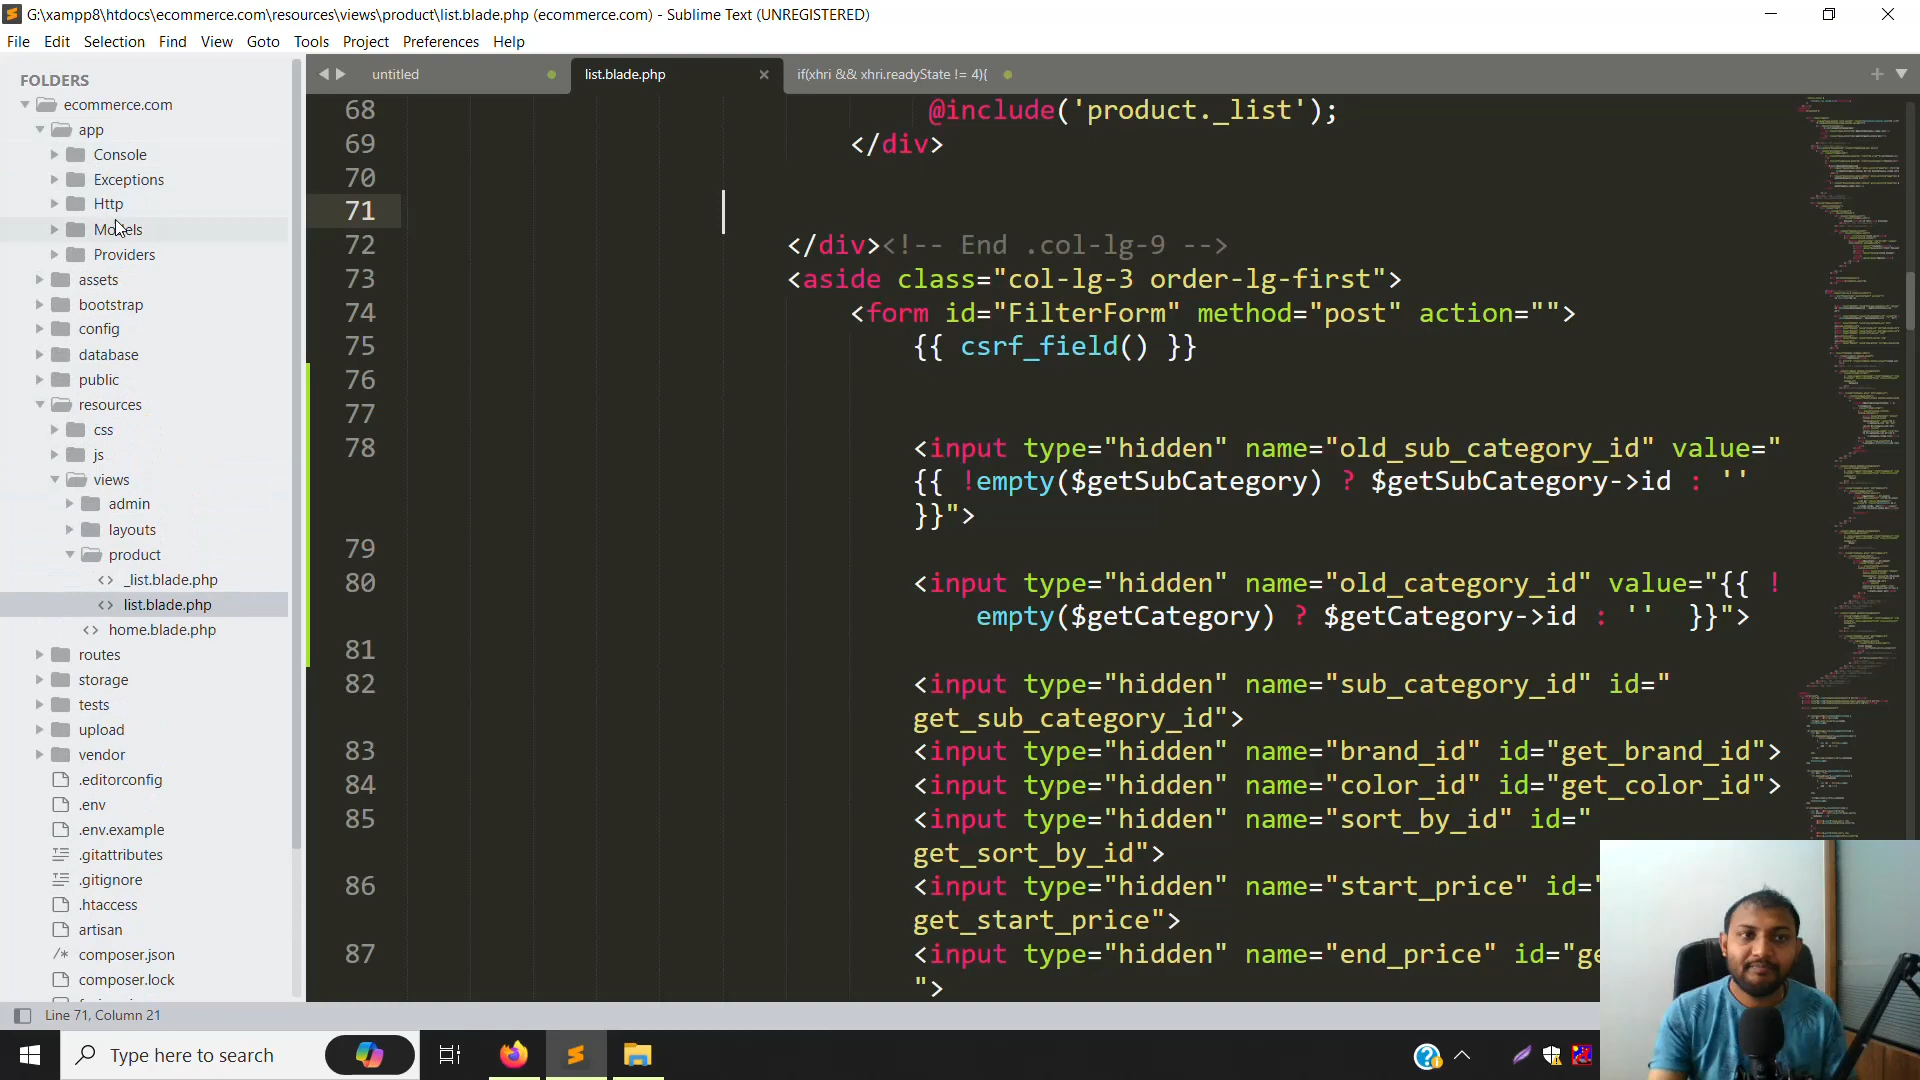 G:\xampp8\htdocs\ecommerce.com\resources\views\product\list.blade.php (ecommerce.com) - Sublime Text (UNREGISTERED)
File Edit Selection Find View Goto Tools Project Preferences Help
FOLDERS
ecommerce.com
app
Console
Exceptions
Http
Models
Providers
assets
bootstrap
config
database
public
resources
css
js
views
admin
layouts
product
_list.blade.php
list.blade.php
home.blade.php
routes
storage
tests
upload
vendor
.editorconfig
.env
.env.example
.gitattributes
.gitignore
.htaccess
artisan
composer.json
composer.lock
untitled
list.blade.php
if(xhri && xhri.readyState != 4){
68 @include('product._list');
69 </div>
70
71
72 </div><!-- End .col-lg-9 -->
73 <aside class="col-lg-3 order-lg-first">
74 <form id="FilterForm" method="post" action="">
75 {{ csrf_field() }}
76
77
78 <input type="hidden" name="old_sub_category_id" value="
{{ !empty($getSubCategory) ? $getSubCategory->id : ''
}}">
79
80 <input type="hidden" name="old_category_id" value="{{ !
empty($getCategory) ? $getCategory->id : '' }}">
81
82 <input type="hidden" name="sub_category_id" id="
get_sub_category_id">
83 <input type="hidden" name="brand_id" id="get_brand_id">
84 <input type="hidden" name="color_id" id="get_color_id">
85 <input type="hidden" name="sort_by_id" id="
get_sort_by_id">
86 <input type="hidden" name="start_price" id=
get_start_price">
87 <input type="hidden" name="end_price" id=
">
Line 71, Column 21
Type here to search